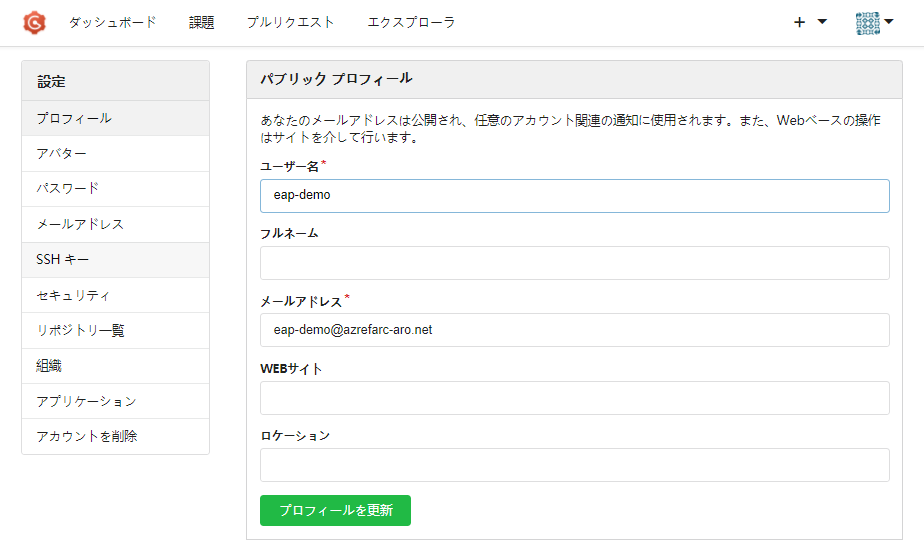 ダッシュボード 課題 プルリクエスト エクスプローラ
設定
プロフィール
アバター
パスワード
メールアドレス
SSH キー
セキュリティ
リポジトリ一覧
組織
アプリケーション
アカウントを削除
パブリック プロフィール
あなたのメールアドレスは公開され、任意のアカウント関連の通知に使用されます。また、Webベースの操作
はサイトを介して行います。
ユーザー名*
eap-demo
フルネーム
メールアドレス*
eap-demo@azrefarc-aro.net
WEBサイト
ロケーション
プロフィールを更新